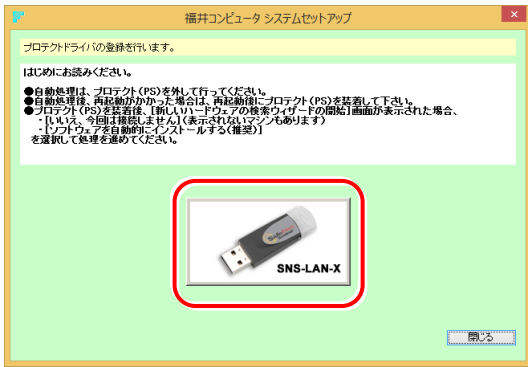 福井コンピュータ システムセットアップ
プロテクトドライバの登録を行います。
はじめにお読みください。
●自動処理は、プロテクト(PS)を外して行ってください。
●自動処理後、再起動がかかった場合は、再起動後にプロテクト(PS)を装着して下さい。
●プロテクト(PS)を装着後、[新しいハードウェアの検索ウィザードの開始]画面が表示された場合、
・[いいえ、今回は接続しません](表示されないマシンもあります)
・[ソフトウェアを自動的にインストールする(推奨)]
を選択して処理を進めてください。
SNS-LAN-X
閉じる